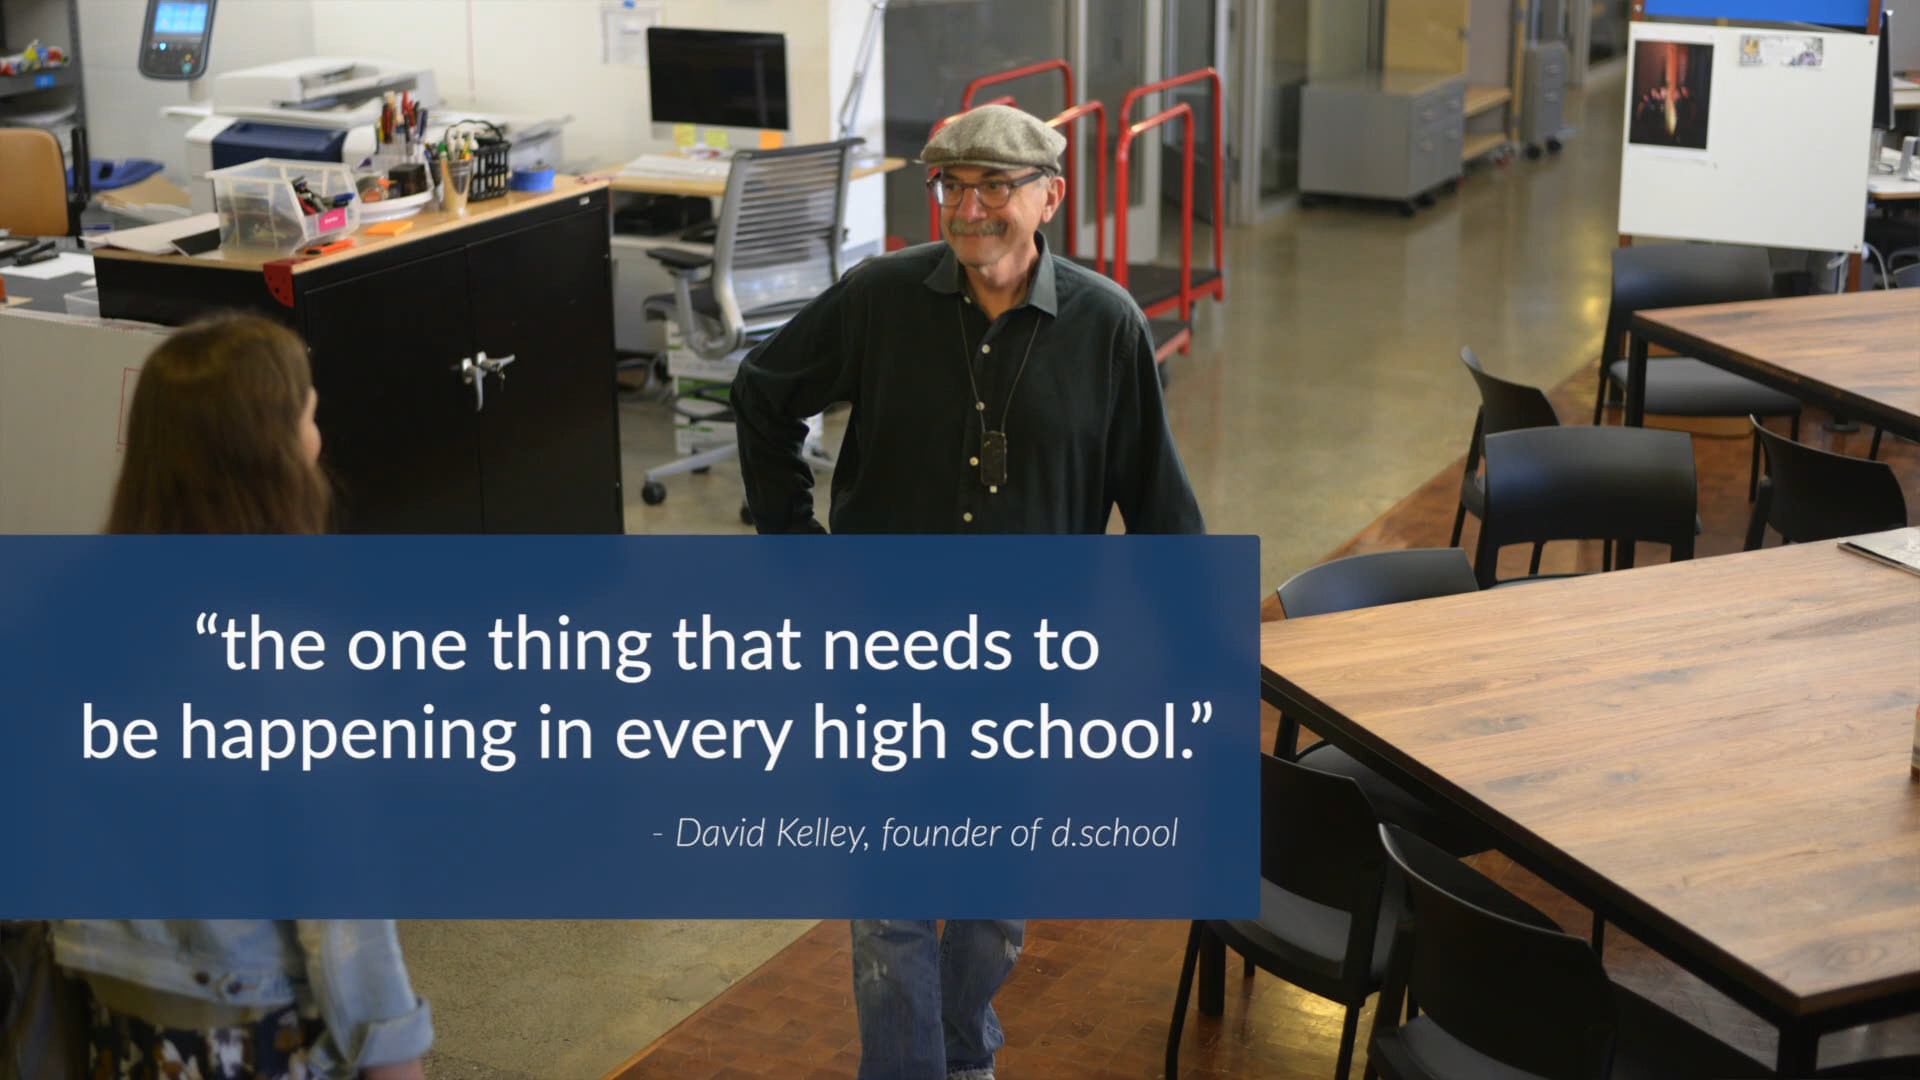 “the one thing that needs to
be happening in every high school.”
- David Kelley, founder of d.school